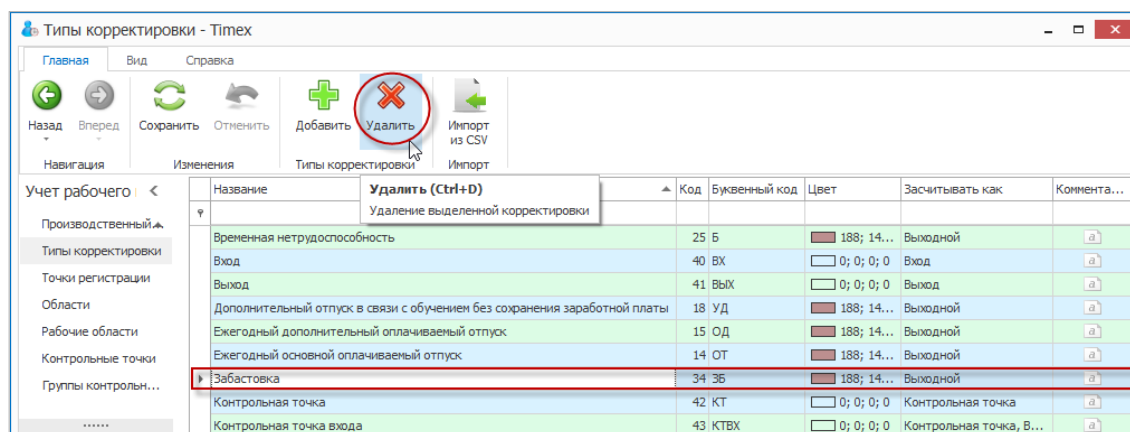 Типы корректировки - Timex
Главная Вид Справка
Назад Вперед Сохранить Отменить Добавить Удалить Импорт из CSV
Навигация Изменения Типы корректировки Импорт
Учет рабочего
Производственный
Типы корректировки
Точки регистрации
Области
Рабочие области
Контрольные точки
Группы контрольн...
Удалить (Ctrl+D)
Удаление выделенной корректировки
Название Код Буквенный код Цвет Засчитывать как Коммента...
Временная нетрудоспособность 25 Б 188; 14... Выходной
Вход 40 ВХ 0; 0; 0; 0 Вход
Выход 41 ВЫХ 0; 0; 0; 0 Выход
Дополнительный отпуск в связи с обучением без сохранения заработной платы 18 УД 188; 14... Выходной
Ежегодный дополнительный оплачиваемый отпуск 15 ОД 188; 14... Выходной
Ежегодный основной оплачиваемый отпуск 14 ОТ 188; 14... Выходной
Забастовка 34 ЗБ 188; 14... Выходной
Контрольная точка 42 КТ 0; 0; 0; 0 Контрольная точка
Контрольная точка входа 43 КТВХ 0; 0; 0; 0 Контрольная точка, В...